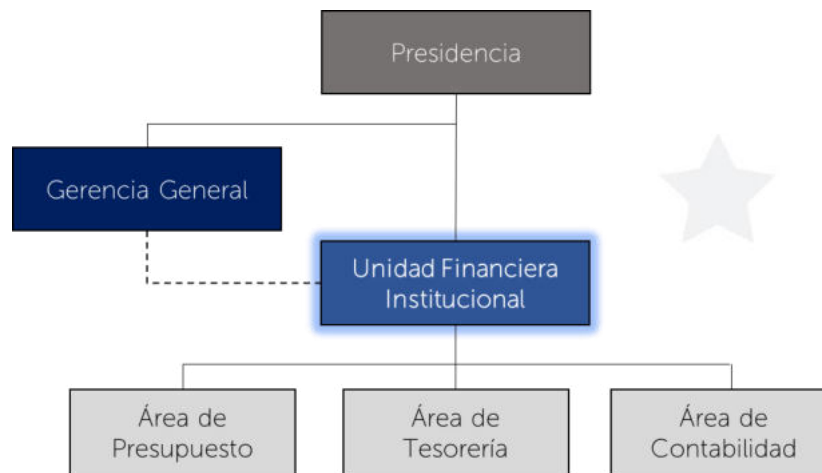 Presidencia
Gerencia General
Unidad Financiera
Institucional
Área de
Presupuesto
Área de
Tesorería
Área de
Contabilidad